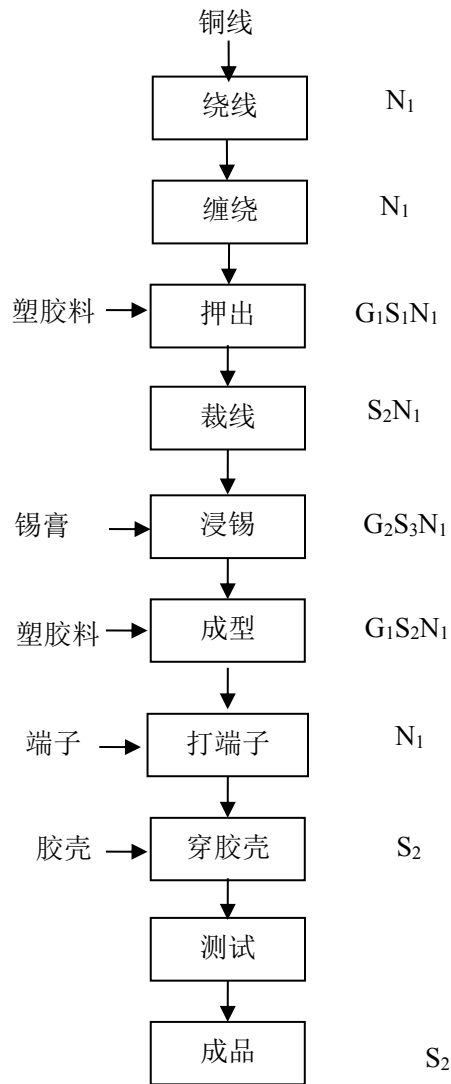 铜线
绕线 N₁
缠绕 N₁
塑胶料 押出 G₁S₁N₁
裁线 S₂N₁
锡膏 浸锡 G₂S₃N₁
塑胶料 成型 G₁S₂N₁
端子 打端子 N₁
胶壳 穿胶壳 S₂
测试
成品 S₂